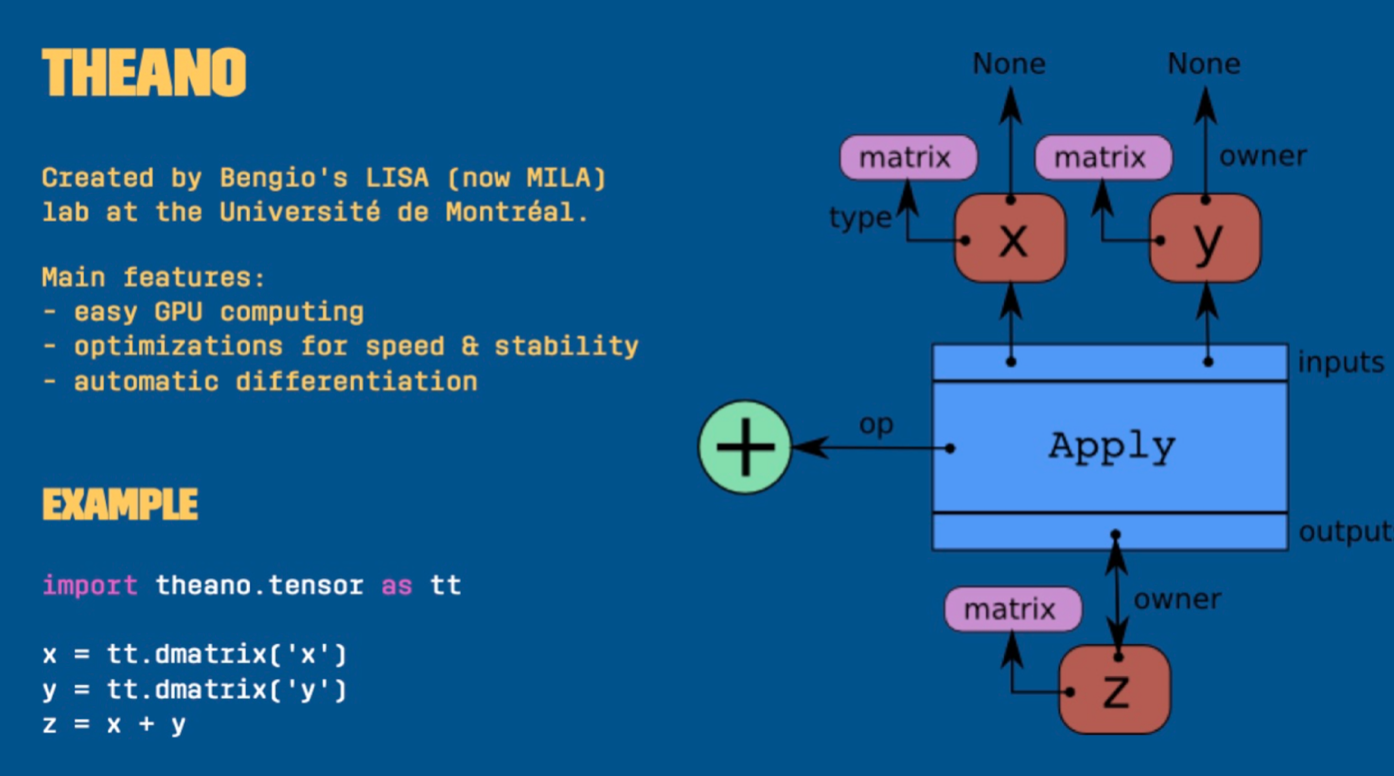 THEANO
Created by Bengio's LISA (now MILA)
lab at the Université de Montréal.
Main features:
- easy GPU computing
- optimizations for speed & stability
- automatic differentiation
EXAMPLE
import theano.tensor as tt
x = tt.dmatrix('x')
y = tt.dmatrix('y')
z = x + y
None None
matrix matrix owner
type x y
inputs
op + Apply
output
matrix owner
z